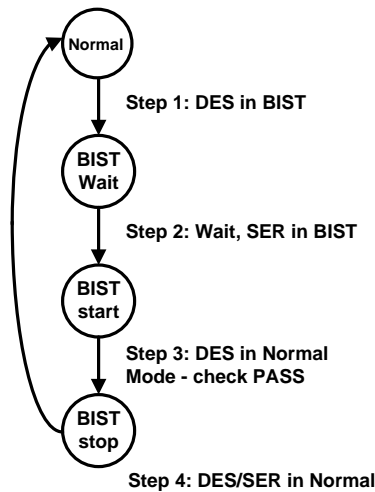 Normal
Step 1: DES in BIST
BIST
Wait
Step 2: Wait, SER in BIST
BIST
start
Step 3: DES in Normal
Mode - check PASS
BIST
stop
Step 4: DES/SER in Normal